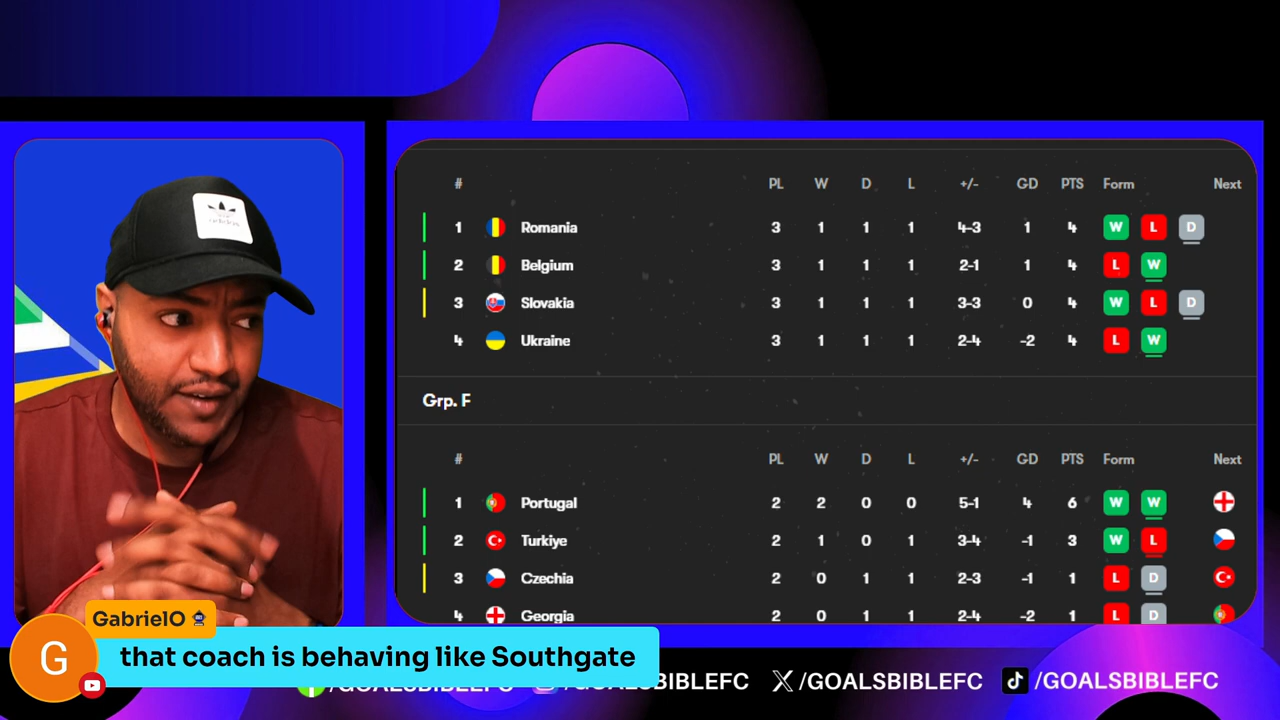 # PL W D L +/- GD PTS Form Next
1 Romania 3 1 1 1 4-3 1 4 W L D
2 Belgium 3 1 1 1 2-1 1 4 L W
3 Slovakia 3 1 1 1 3-3 0 4 W L D
4 Ukraine 3 1 1 1 2-4 -2 4 L W
Grp. F
# PL W D L +/- GD PTS Form Next
1 Portugal 2 2 0 0 5-1 4 6 W W
2 Turkiye 2 1 0 1 3-4 -1 3 W L
3 Czechia 2 0 1 1 2-3 -1 1 L D
4 Georgia 2 0 1 1 2-4 -2 1 L D
GabrielO
G
that coach is behaving like Southgate
/GOALSBIBLEFC /GOALSBIBLEFC /GOALSBIBLEFC /GOALSBIBLEFC